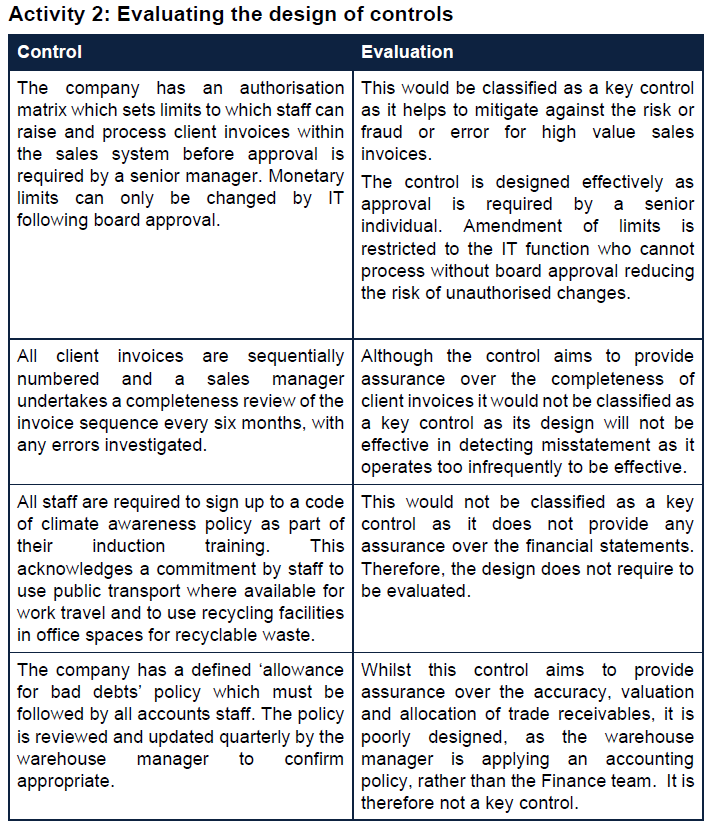 Activity 2: Evaluating the design of controls
Control
Evaluation
The company has an authorisation
matrix which sets limits to which staff can
raise and process client invoices within
the sales system before approval is
required by a senior manager. Monetary
limits can only be changed by IT
following board approval.
This would be classified as a key control
as it helps to mitigate against the risk or
fraud or error for high value sales
invoices.
The control is designed effectively as
approval is required by a senior
individual. Amendment of limits is
restricted to the IT function who cannot
process without board approval reducing
the risk of unauthorised changes.
All client invoices are sequentially
numbered and a sales manager
undertakes a completeness review of the
invoice sequence every six months, with
any errors investigated.
Although the control aims to provide
assurance over the completeness of
client invoices it would not be classified as
a key control as its design will not be
effective in detecting misstatement as it
operates too infrequently to be effective.
All staff are required to sign up to a code
of climate awareness policy as part of
their induction training. This
acknowledges a commitment by staff to
use public transport where available for
work travel and to use recycling facilities
in office spaces for recyclable waste.
This would not be classified as a key
control as it does not provide any
assurance over the financial statements.
Therefore, the design does not require to
be evaluated.
The company has a defined ‘allowance
for bad debts’ policy which must be
followed by all accounts staff. The policy
is reviewed and updated quarterly by the
warehouse manager to confirm
appropriate.
Whilst this control aims to provide
assurance over the accuracy, valuation
and allocation of trade receivables, it is
poorly designed, as the warehouse
manager is applying an accounting
policy, rather than the Finance team. It is
therefore not a key control.